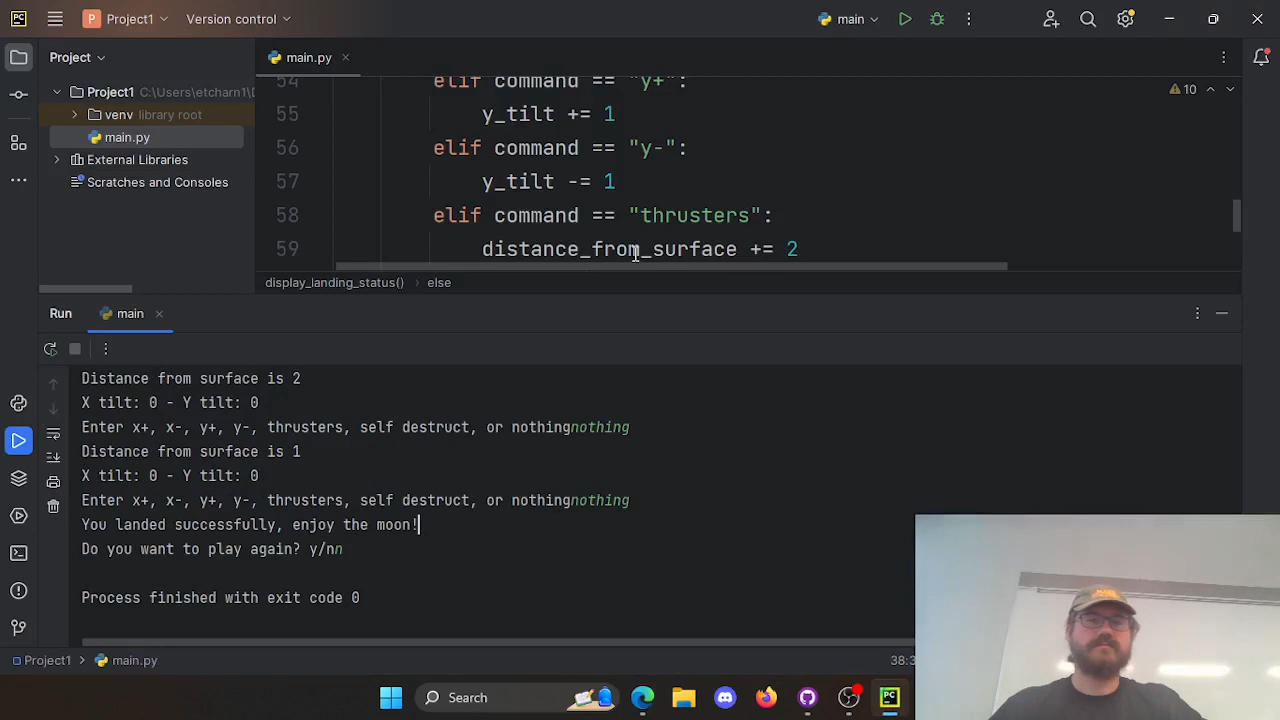 P Project1 Version control main
Project
main.py
Project1 C:\Users\etcharn1\D
venv library root
main.py
External Libraries
Scratches and Consoles
54 elif command == "y+":
55 y_tilt += 1
56 elif command == "y-":
57 y_tilt -= 1
58 elif command == "thrusters":
59 distance_from_surface += 2
10
display_landing_status() › else
Run main
Distance from surface is 2
X tilt: 0 - Y tilt: 0
Enter x+, x-, y+, y-, thrusters, self destruct, or nothingnothing
Distance from surface is 1
X tilt: 0 - Y tilt: 0
Enter x+, x-, y+, y-, thrusters, self destruct, or nothingnothing
You landed successfully, enjoy the moon!
Do you want to play again? y/nn
Process finished with exit code 0
Project1 › main.py
38:3
Search